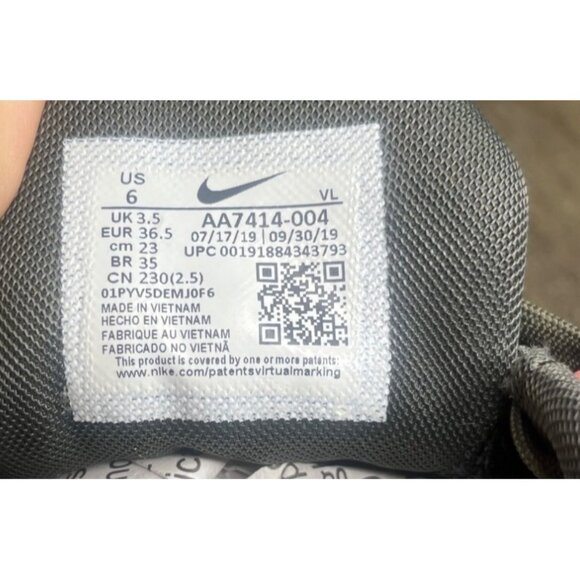 US
6
VL
UK 3.5
EUR 36.5
cm 23
BR 35
CN 230(2.5)
AA7414-004
07/17/19 | 09/30/19
UPC 00191884343793
01PYV5DEMJ0F6
MADE IN VIETNAM
HECHO EN VIETNAM
FABRIQUE AU VIETNAM
FABRICADO NO VIETNÃ
This product is covered by one or more patents:
www.nike.com/patentsvirtualmarking